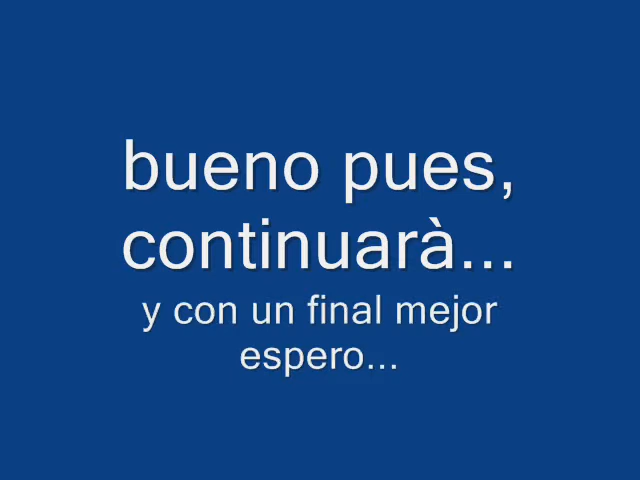 bueno pues,
continuarà...
y con un final mejor
espero...